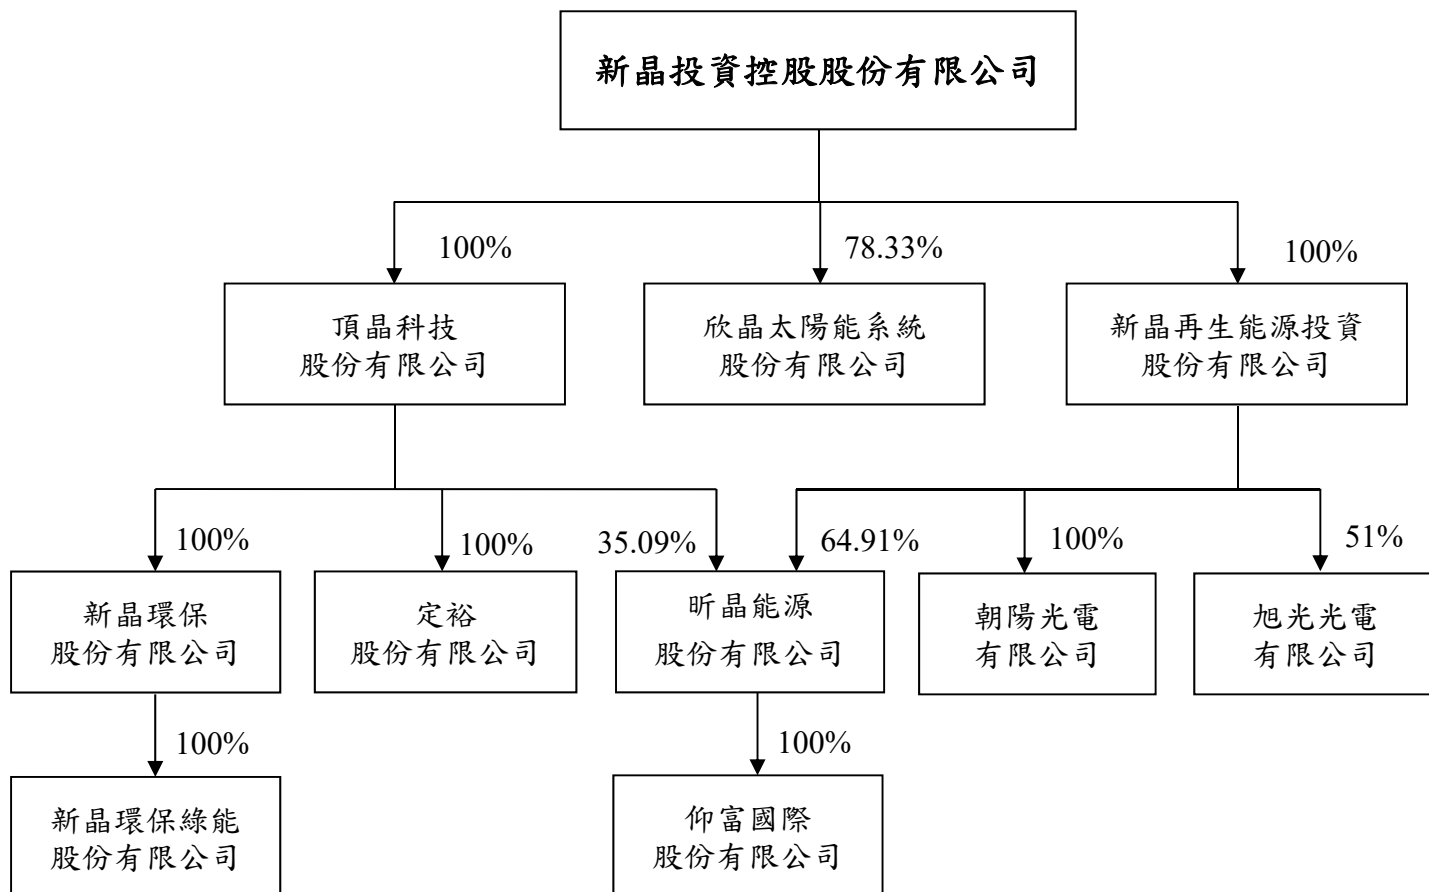 新晶投資控股股份有限公司
100%
78.33%
100%
頂晶科技
股份有限公司
欣晶太陽能系統
股份有限公司
新晶再生能源投資
股份有限公司
100%
100%
35.09%
64.91%
100%
51%
新晶環保
股份有限公司
定裕
股份有限公司
昕晶能源
股份有限公司
朝陽光電
有限公司
旭光光電
有限公司
100%
100%
新晶環保綠能
股份有限公司
仰富國際
股份有限公司